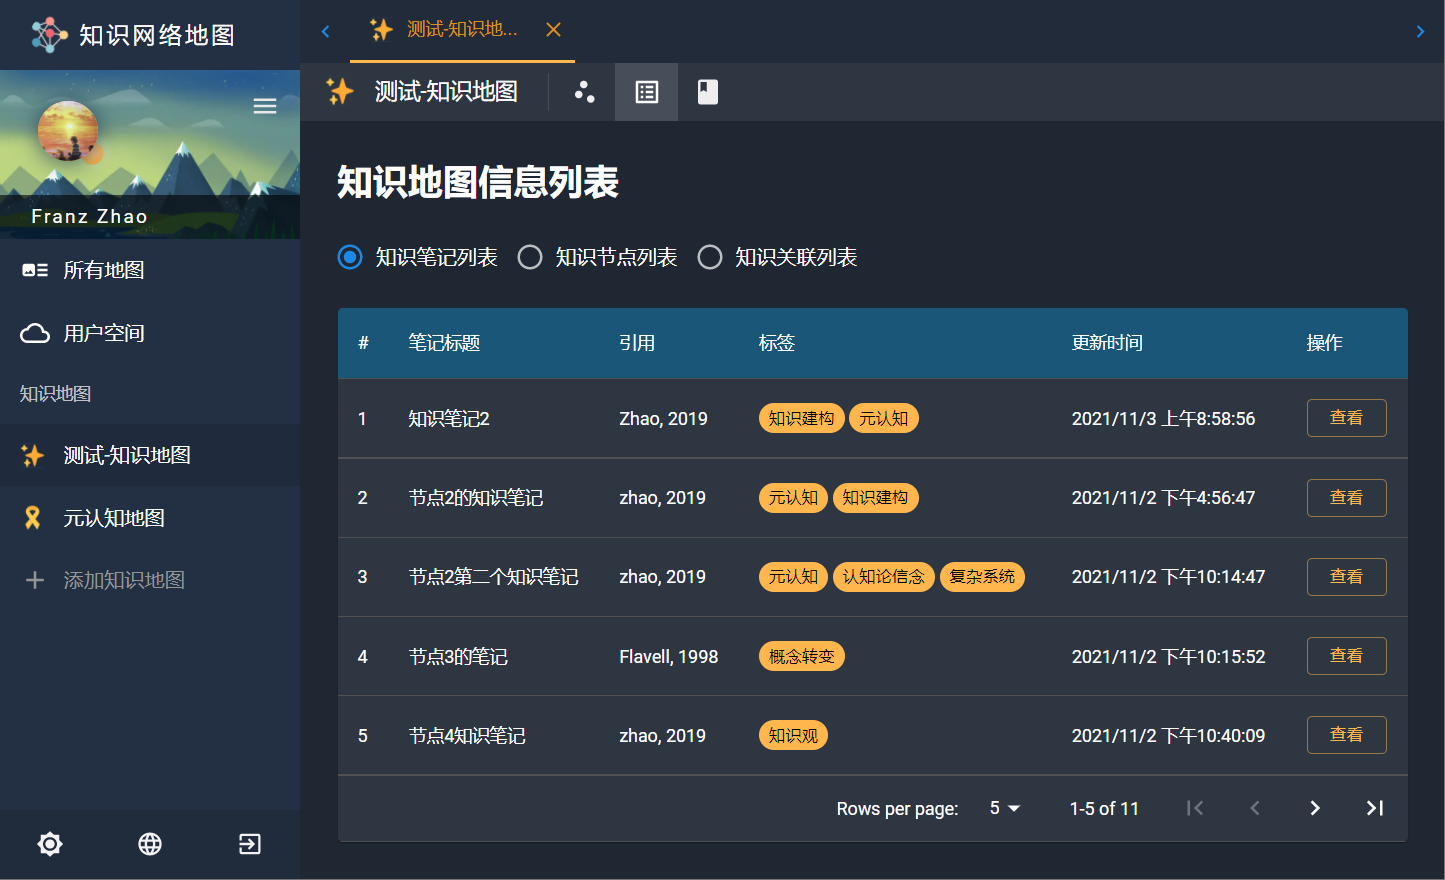 知识网络地图
测试-知识地...
测试-知识地图
Franz Zhao
所有地图
用户空间
知识地图
测试-知识地图
元认知地图
添加知识地图
知识地图信息列表
知识笔记列表 知识节点列表 知识关联列表
# 笔记标题 引用 标签 更新时间 操作
1 知识笔记2 Zhao, 2019 知识建构 元认知 2021/11/3 上午8:58:56 查看
2 节点2的知识笔记 zhao, 2019 元认知 知识建构 2021/11/2 下午4:56:47 查看
3 节点2第二个知识笔记 zhao, 2019 元认知 认知论信念 复杂系统 2021/11/2 下午10:14:47 查看
4 节点3的笔记 Flavell, 1998 概念转变 2021/11/2 下午10:15:52 查看
5 节点4知识笔记 zhao, 2019 知识观 2021/11/2 下午10:40:09 查看
Rows per page: 5 1-5 of 11